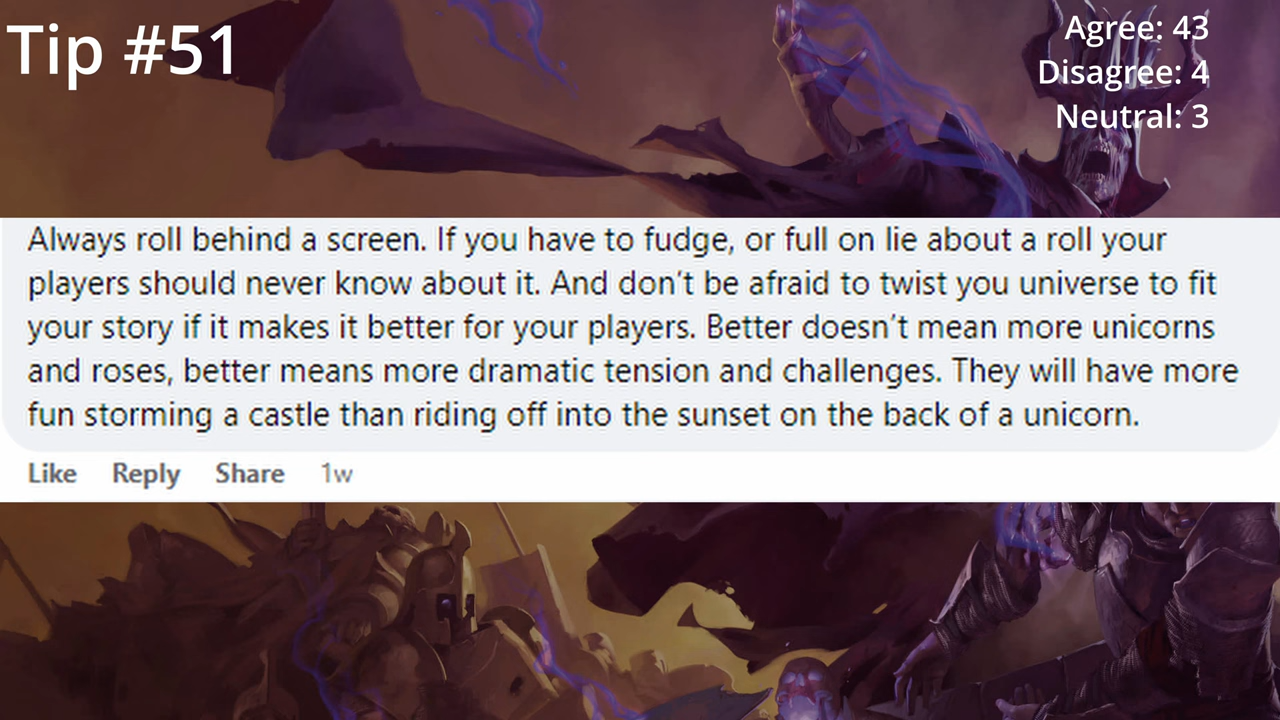 Tip #51
Agree: 43
Disagree: 4
Neutral: 3
Always roll behind a screen. If you have to fudge, or full on lie about a roll your
players should never know about it. And don't be afraid to twist you universe to fit
your story if it makes it better for your players. Better doesn't mean more unicorns
and roses, better means more dramatic tension and challenges. They will have more
fun storming a castle than riding off into the sunset on the back of a unicorn.
Like Reply Share 1w